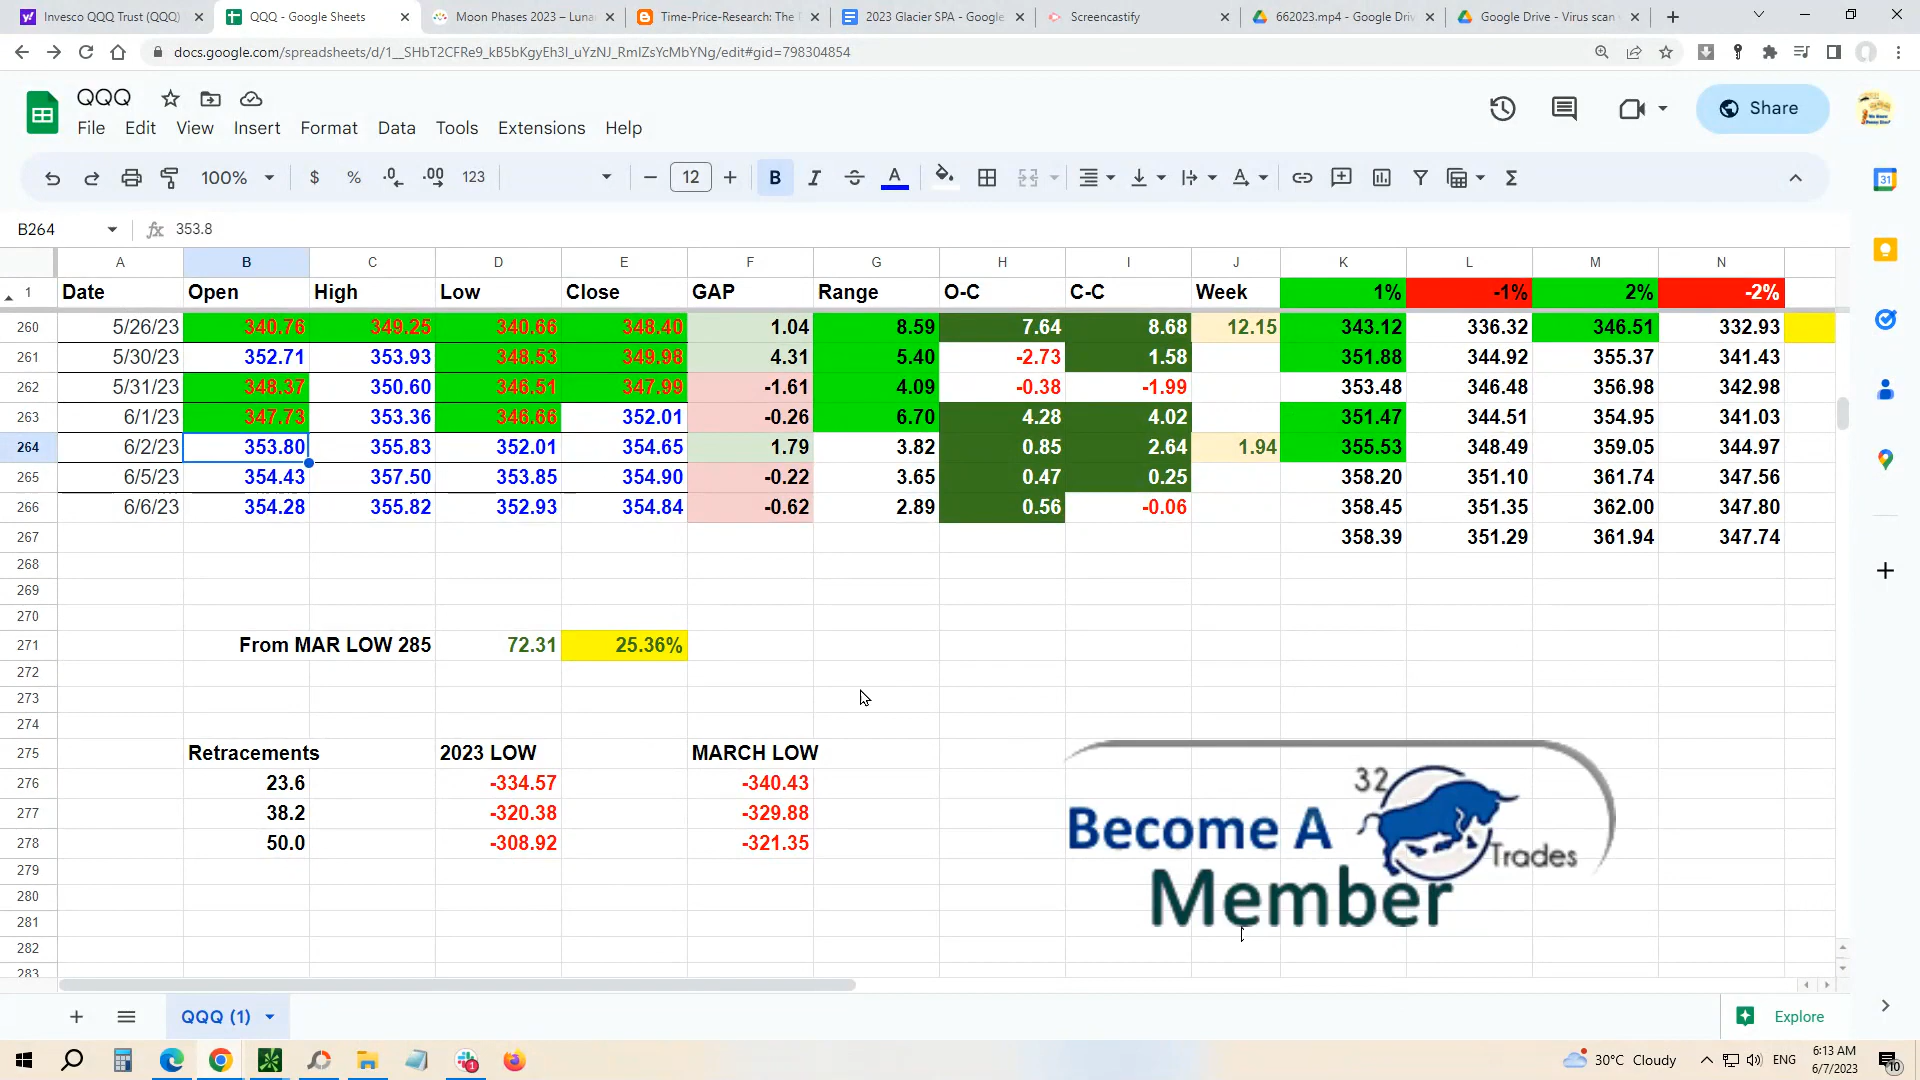 Invesco QQQ Trust (QQQ) QQQ - Google Sheets Moon Phases 2023 – Luna Time-Price-Research: The 2023 Glacier SPA - Google Screencastify 662023.mp4 - Google Driv Google Drive - Virus scan
docs.google.com/spreadsheets/d/1__SHbT2CFRe9_kB5bKgyEh3I_uYzNJ_RmIZsYcMbYNg/edit#gid=798304854
QQQ
File Edit View Insert Format Data Tools Extensions Help
Share
100% $ % .0 .00 123 12 B I A
31
B264 fx 353.8
A B C D E F G H I J K L M N
1 Date Open High Low Close GAP Range O-C C-C Week 1% -1% 2% -2%
260 5/26/23 340.76 349.25 340.66 348.40 1.04 8.59 7.64 8.68 12.15 343.12 336.32 346.51 332.93
261 5/30/23 352.71 353.93 348.53 349.98 4.31 5.40 -2.73 1.58 351.88 344.92 355.37 341.43
262 5/31/23 348.37 350.60 346.51 347.99 -1.61 4.09 -0.38 -1.99 353.48 346.48 356.98 342.98
263 6/1/23 347.73 353.36 346.66 352.01 -0.26 6.70 4.28 4.02 351.47 344.51 354.95 341.03
264 6/2/23 353.80 355.83 352.01 354.65 1.79 3.82 0.85 2.64 1.94 355.53 348.49 359.05 344.97
265 6/5/23 354.43 357.50 353.85 354.90 -0.22 3.65 0.47 0.25 358.20 351.10 361.74 347.56
266 6/6/23 354.28 355.82 352.93 354.84 -0.62 2.89 0.56 -0.06 358.45 351.35 362.00 347.80
267 358.39 351.29 361.94 347.74
268
269
270
271 From MAR LOW 285 72.31 25.36%
272
273
274
275 Retracements 2023 LOW MARCH LOW
276 23.6 -334.57 -340.43
277 38.2 -320.38 -329.88
278 50.0 -308.92 -321.35
279
280
281
282
283
32
Become A
Trades
Member
QQQ (1)
Explore
30°C Cloudy ENG 6:13 AM
6/7/2023
1
10